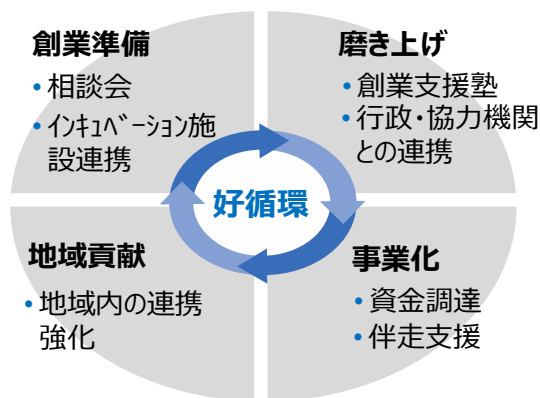 創業準備
•相談会
•ｲﾝｷｭﾍﾞｰｼｮﾝ施
設連携
磨き上げ
•創業支援塾
•行政・協力機関
との連携
好循環
地域貢献
•地域内の連携
強化
事業化
•資金調達
•伴走支援